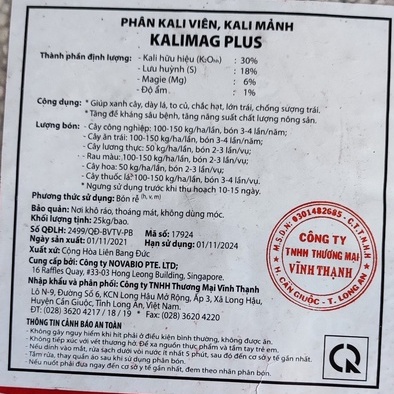 PHÂN KALI VIÊN, KALI MẢNH
KALIMAG PLUS
Thành phần định lượng: - Kali hữu hiệu (K₂Ohh) : 30%
- Lưu huỳnh (S) : 18%
- Magie (Mg) : 6%
- Độ ẩm : 1%
Công dụng: * Giúp xanh cây, dày lá, to củ, chắc hạt, lớn trái, chống sượng trái.
* Tăng đề kháng sâu bệnh, tăng năng suất chất lượng nông sản.
Lượng bón: - Cây công nghiệp: 100-150 kg/ha/lần, bón 3-4 lần/năm;
- Cây ăn trái: 100-150 kg/ha/lần, bón 3-4 lần/năm;
- Cây lương thực: 50 kg/ha/lần, bón 2-3 lần/vụ;
- Rau màu: 100-150 kg/ha/lần, bón 2-3 lần/vụ;
- Cây hoa: 50 kg/ha/lần, bón 2-3 lần/vụ;
- Cây thuốc lá: 100-150 kg/ha/lần, bón 3-4 lần/vụ.
* Ngưng sử dụng trước khi thu hoạch 10-15 ngày.
Phương thức sử dụng: Bón rễ (h, v, m)
Bảo quản: Nơi khô ráo, thoáng mát, không dùng móc.
Khối lượng tịnh: 25kg/bao.
Số QĐLH: 2499/QĐ-BVTV-PB Mã số: 17924
Ngày sản xuất: 01/11/2021 Hạn sử dụng: 01/11/2024
Xuất xứ: Cộng Hòa Liên Bang Đức
Cung cấp bởi: Công ty NOVABIO PTE. LTD;
16 Raffles Quay, #33-03 Hong Leong Building, Singapore.
Nhập khẩu và phân phối: Công ty TNHH Thương Mại Vĩnh Thạnh
Lô N-9, Đường Số 6, KCN Long Hậu Mở Rộng, Ấp 3, Xã Long Hậu,
Huyện Cần Giuộc, Tỉnh Long An
ĐT: (028) 3620 4217 / 18 / 19 * Fax: (028) 3620 4220
THÔNG TIN CẢNH BÁO AN TOÀN
- Không gây nguy hiểm khi hít phải ở điều kiện bình thường, không được ăn.
- Không tiếp xúc với vết thương hở. Để xa nguồn thực phẩm và tầm tay trẻ em.
- Nếu dính vào mắt, rửa sạch dưới vòi nước ít nhất 5 phút, sau đó đến cơ sở y tế gần nhất.
- Tắm rửa, thay quần áo sau khi sử dụng phân bón.
- Nếu nuốt phải đưa ngay đến cơ sở y tế gần nhất, đem theo nhãn phân bón.
M.S.D.N: 0301482685 - C.T.T.N.H.H
CÔNG TY
TNHH THƯƠNG MẠI
VĨNH THẠNH
H. CẦN GIUỘC - T. LONG AN